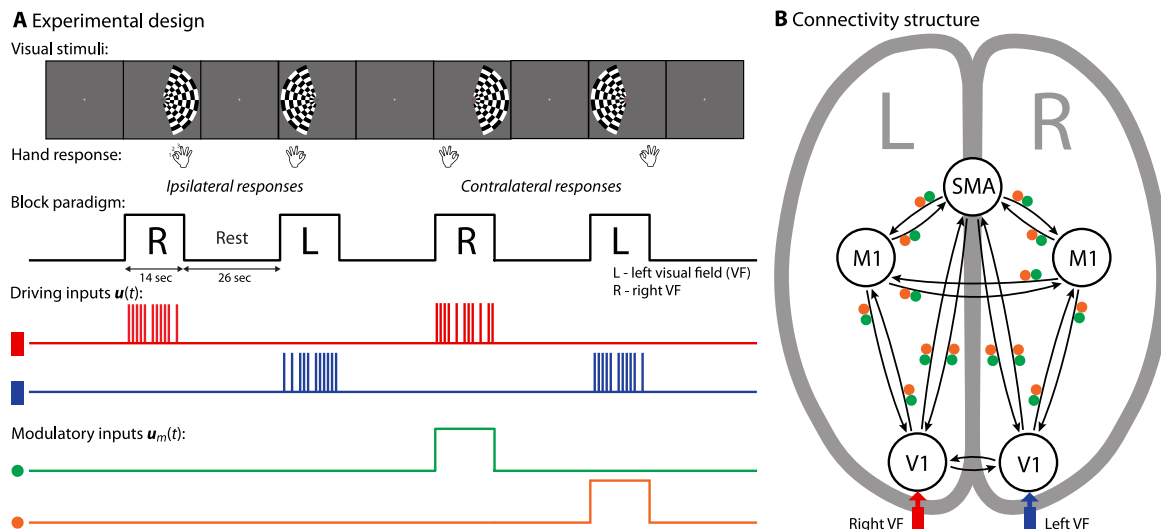 A Experimental design
Visual stimuli:
Hand response:
Ipsilateral responses
Contralateral responses
Block paradigm:
R
Rest
L
R
L
14 sec
26 sec
L - left visual field (VF)
R - right VF
Driving inputs u(t):
Modulatory inputs uₘ(t):
B Connectivity structure
L
R
SMA
M1
M1
V1
V1
Right VF
Left VF